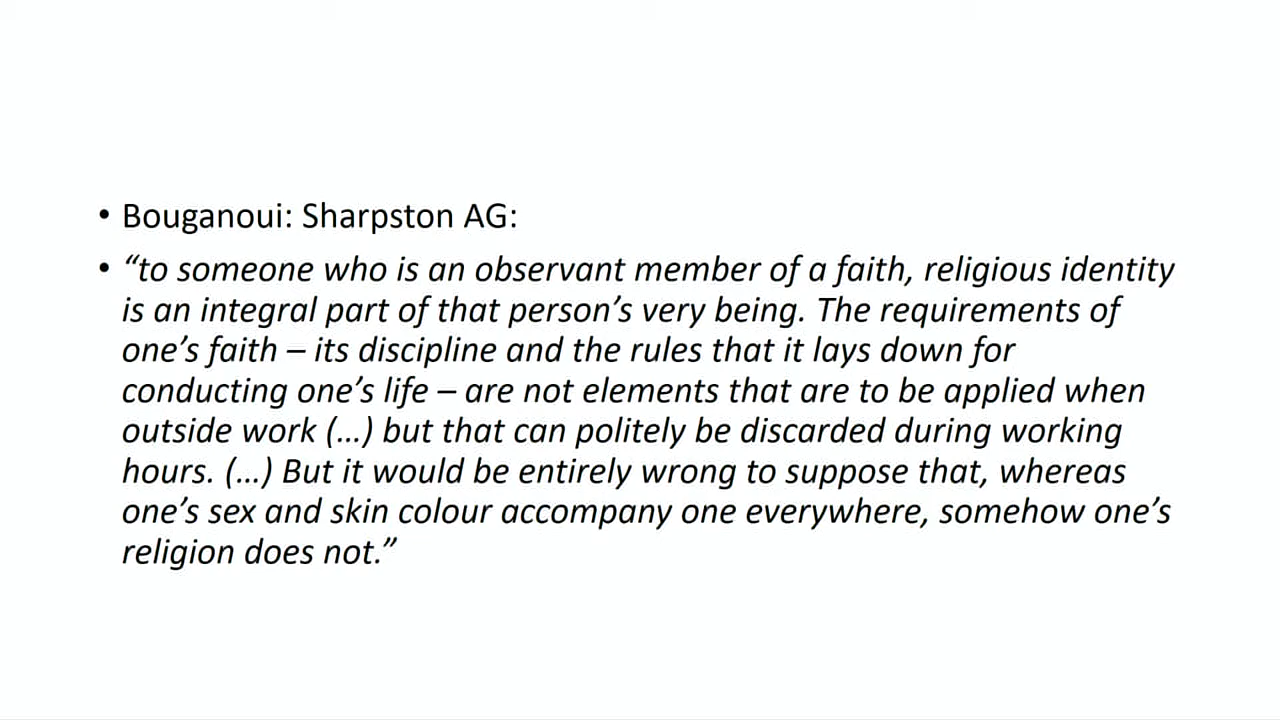 • Bouganoui: Sharpston AG:
• “to someone who is an observant member of a faith, religious identity
is an integral part of that person’s very being. The requirements of
one’s faith – its discipline and the rules that it lays down for
conducting one’s life – are not elements that are to be applied when
outside work (…) but that can politely be discarded during working
hours. (…) But it would be entirely wrong to suppose that, whereas
one’s sex and skin colour accompany one everywhere, somehow one’s
religion does not.”